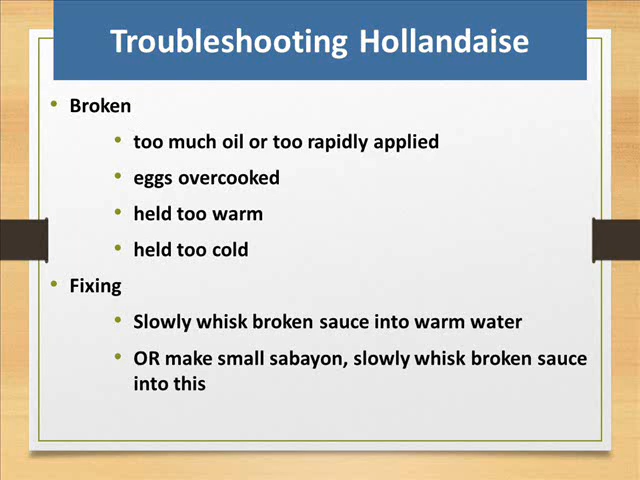 Troubleshooting Hollandaise
• Broken
• too much oil or too rapidly applied
• eggs overcooked
• held too warm
• held too cold
• Fixing
• Slowly whisk broken sauce into warm water
• OR make small sabayon, slowly whisk broken sauce
into this